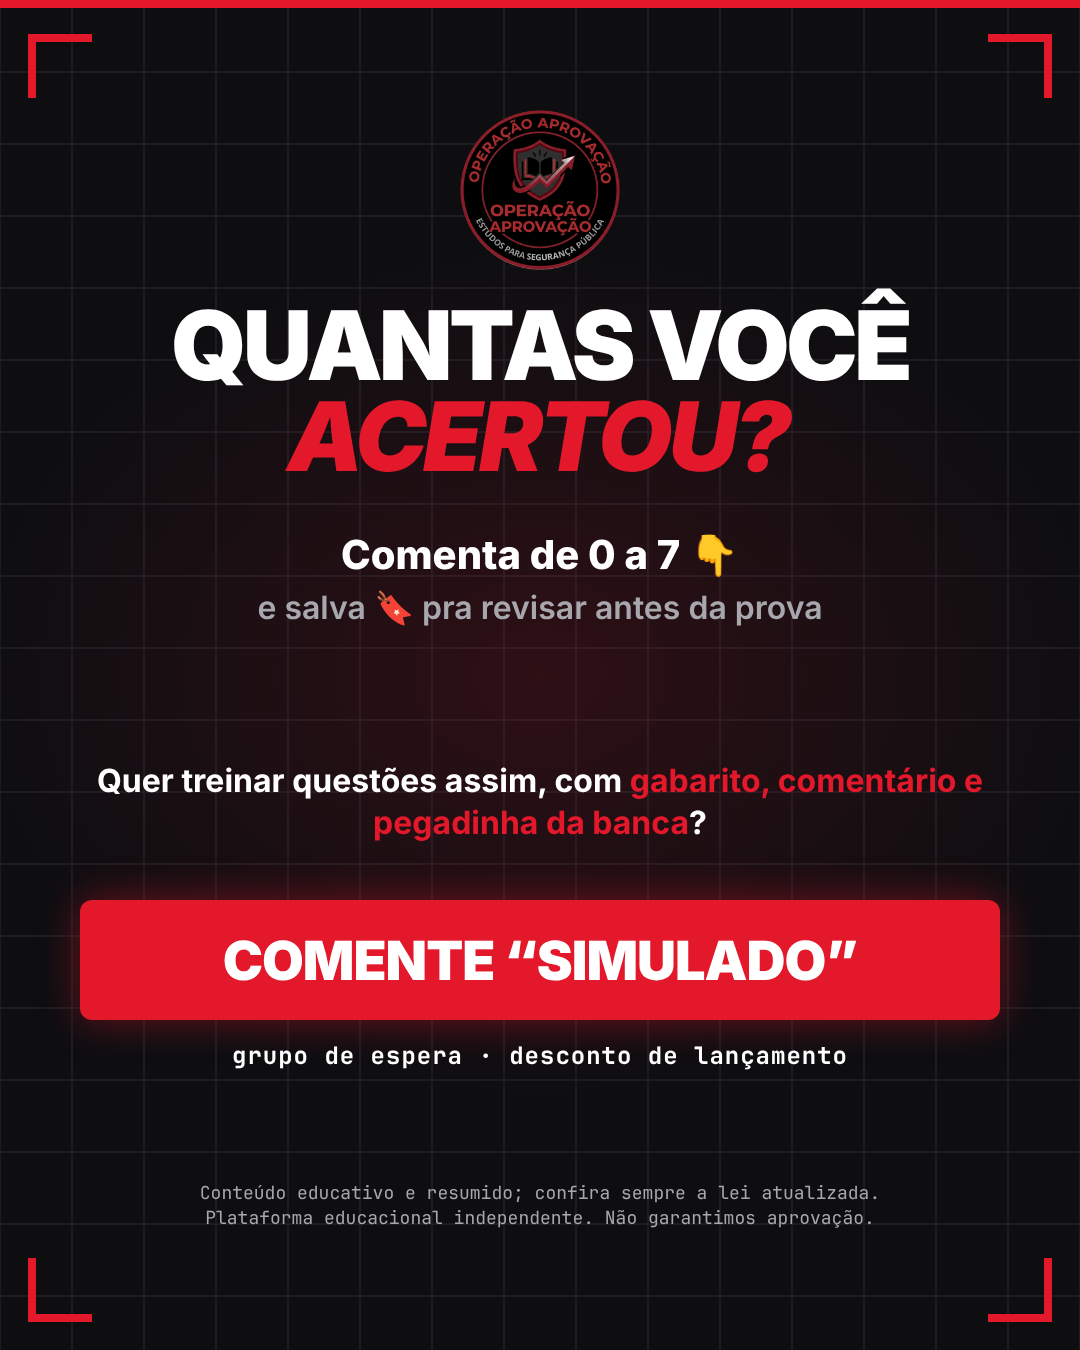 OPERAÇÃO APROVAÇÃO
OPERAÇÃO
APROVAÇÃO
ESTUDOS PARA SEGURANÇA PÚBLICA
QUANTAS VOCÊ
ACERTOU?
Comenta de 0 a 7 👇
e salva 🔖 pra revisar antes da prova
Quer treinar questões assim, com gabarito, comentário e
pegadinha da banca?
COMENTE “SIMULADO”
grupo de espera · desconto de lançamento
Conteúdo educativo e resumido; confira sempre a lei atualizada.
Plataforma educacional independente. Não garantimos aprovação.